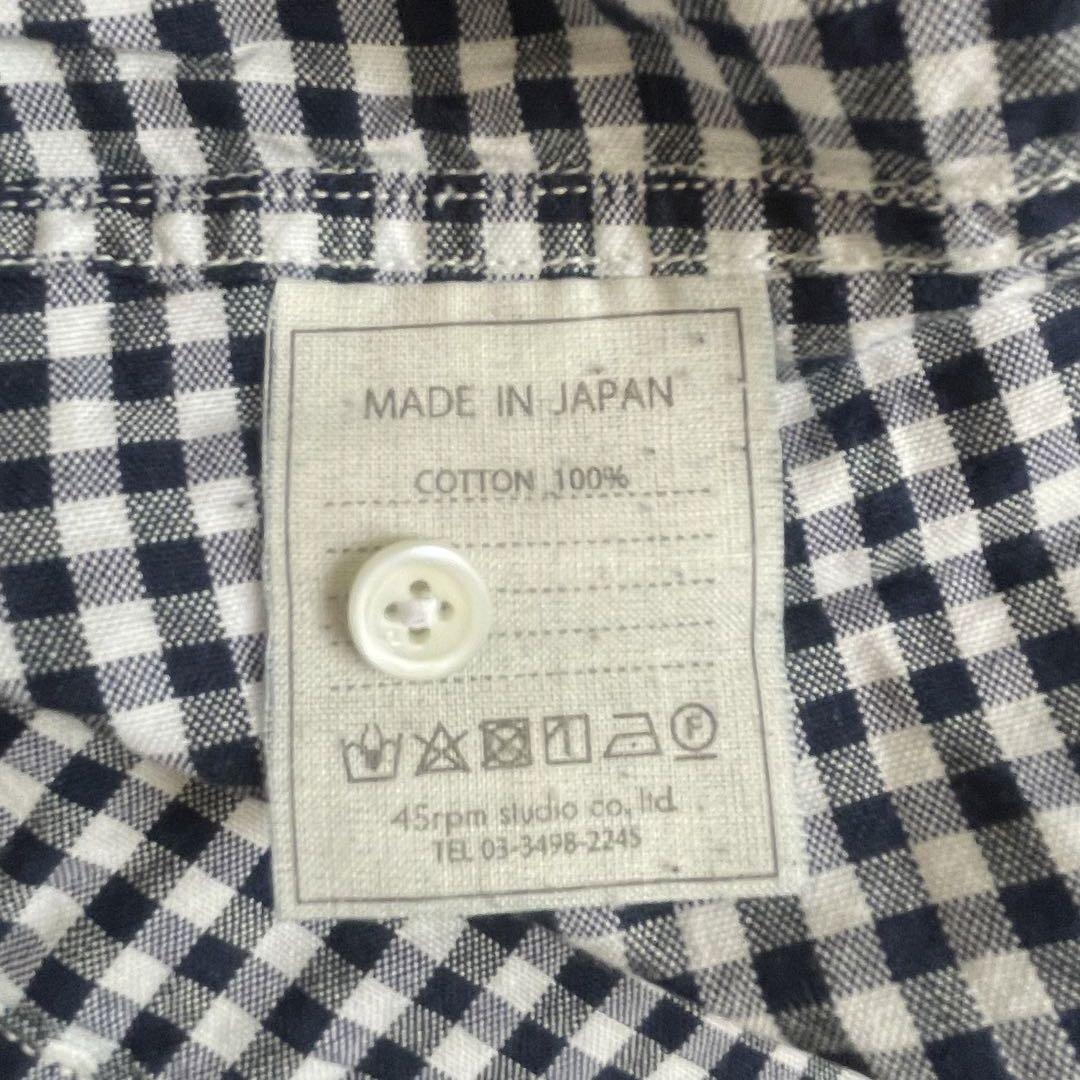 MADE IN JAPAN
COTTON 100%
F
45rpm studio co., ltd.
TEL 03-3498-2245